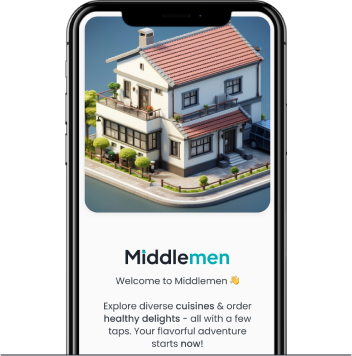 Middlemen
Welcome to Middlemen 👋
Explore diverse cuisines & order
healthy delights - all with a few
taps. Your flavorful adventure
starts now!